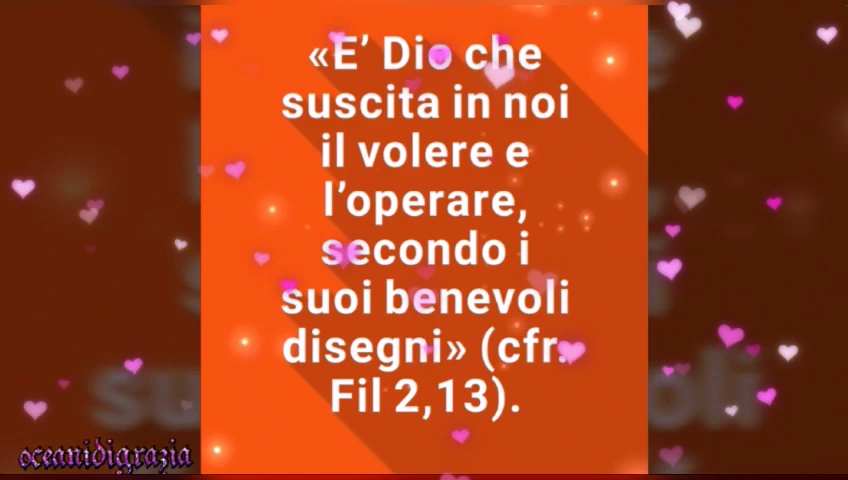 «E’ Dio che
suscita in noi
il volere e
l’operare,
secondo i
suoi benevoli
disegni» (cfr.
Fil 2,13).
oceanidigrazia